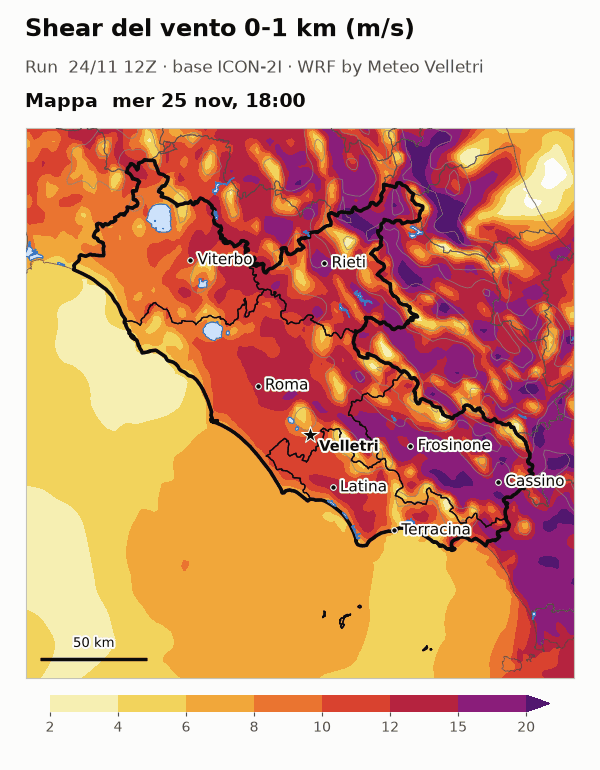 Shear del vento 0-1 km (m/s)
Run  24/11 12Z · base ICON-2I · WRF by Meteo Velletri
Mappa  mer 25 nov, 18:00
Viterbo
Rieti
Roma
Velletri
Frosinone
Cassino
Latina
Terracina
50 km
2 4 6 8 10 12 15 20